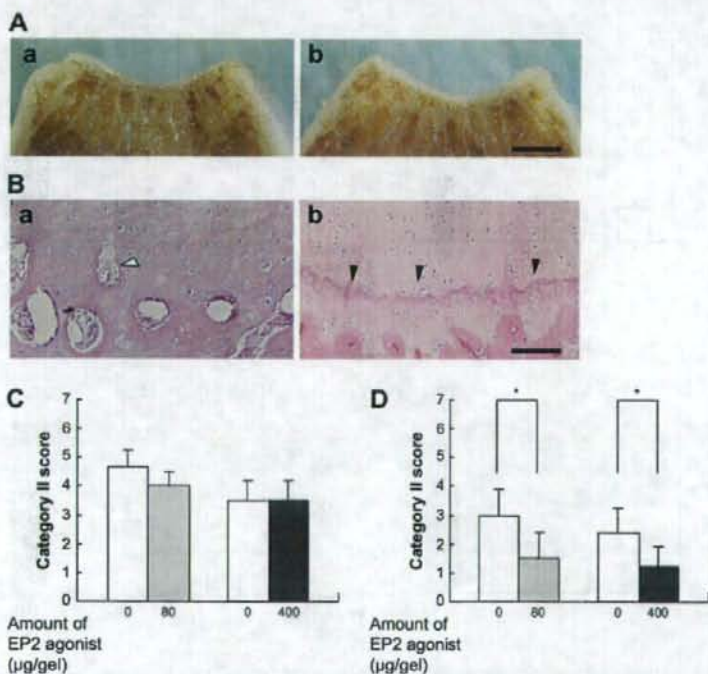 A
a
b
B
a
b
C
D
Category II score
7
6
5
4
3
2
1
0
0 80 0 400
Amount of
EP2 agonist
(µg/gel)
Category II score
7
6
5
4
3
2
1
0
* *
0 80 0 400
Amount of
EP2 agonist
(µg/gel)